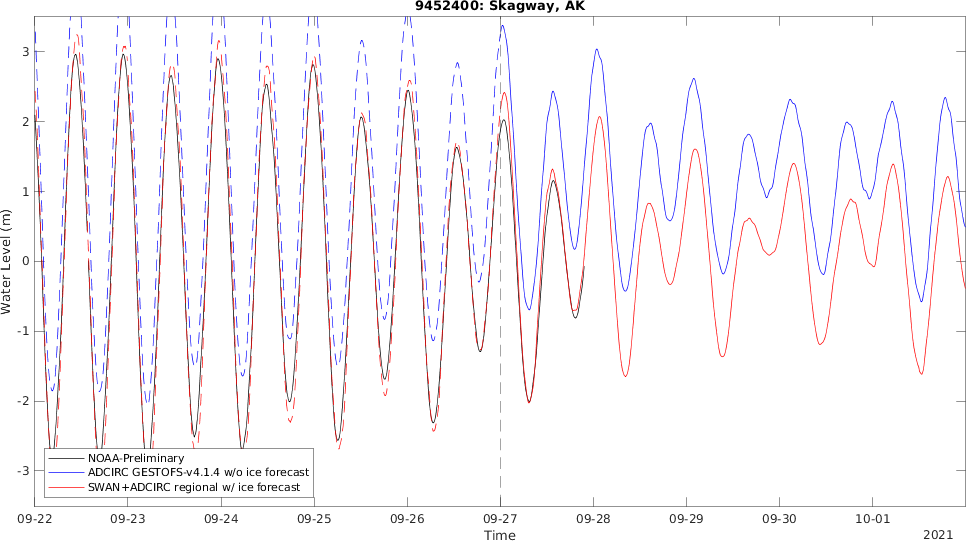 9452400: Skagway, AK
Water Level (m)
3
2
1
0
-1
-2
-3
NOAA-Preliminary
ADCIRC GESTOFS-v4.1.4 w/o ice forecast
SWAN+ADCIRC regional w/ ice forecast
09-22 09-23 09-24 09-25 09-26 09-27 09-28 09-29 09-30 10-01
Time
2021